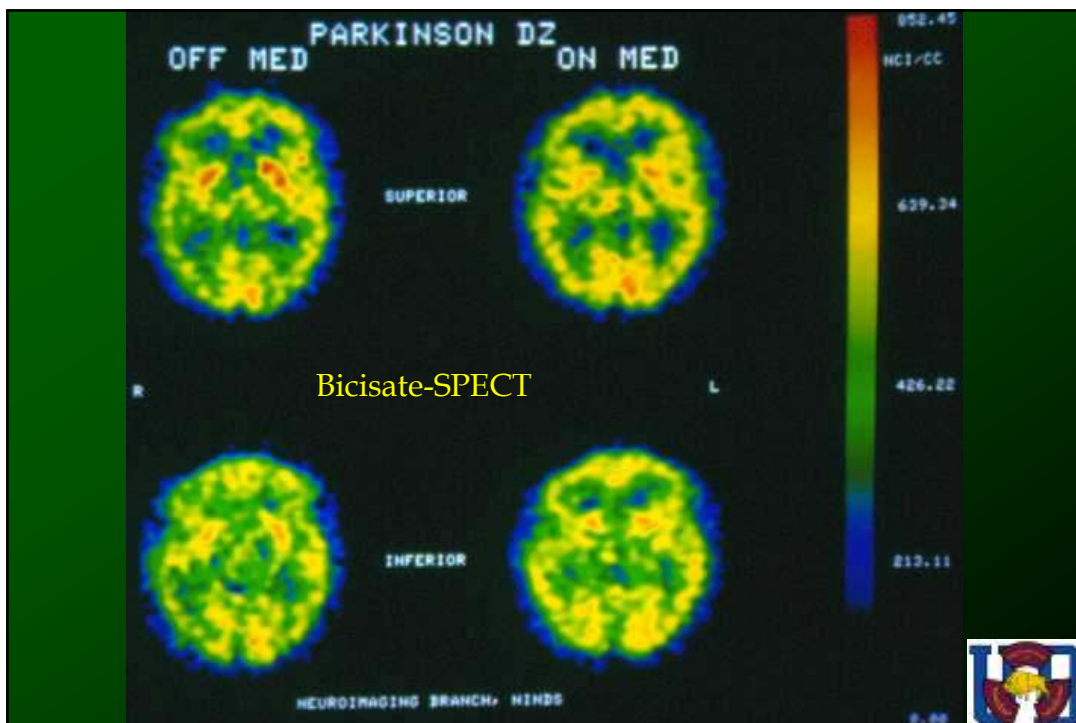 PARKINSON DZ
OFF MED
ON MED
852.45
NCI/CC
SUPERIOR
639.34
R
Bicisate-SPECT
L
426.22
INFERIOR
213.11
NEUROIMAGING BRANCH, NINDS
0.00